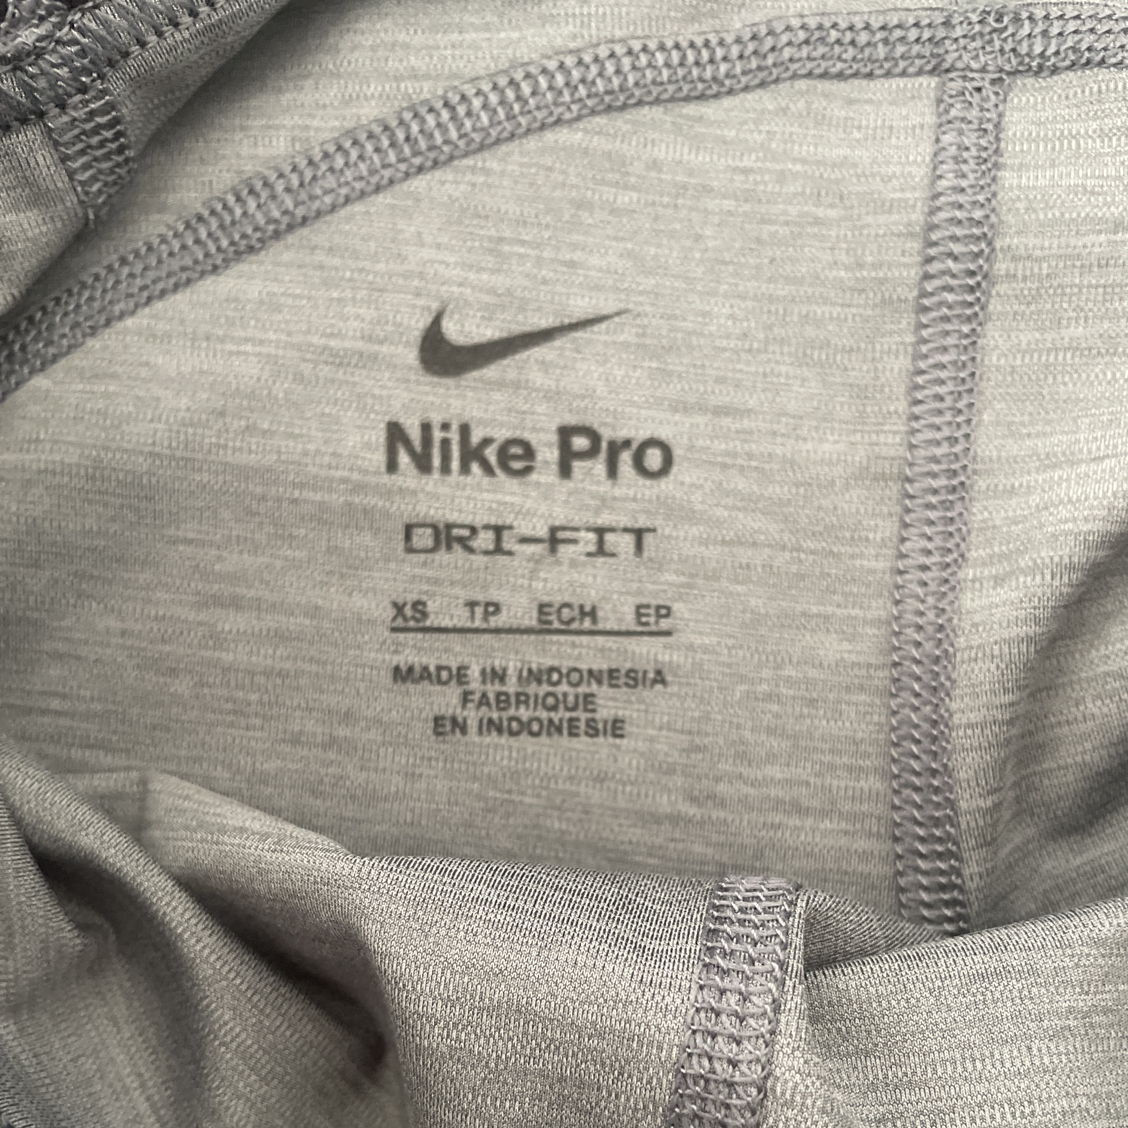 Nike Pro
DRI-FIT
XS TP ECH EP
MADE IN INDONESIA
FABRIQUE
EN INDONESIE